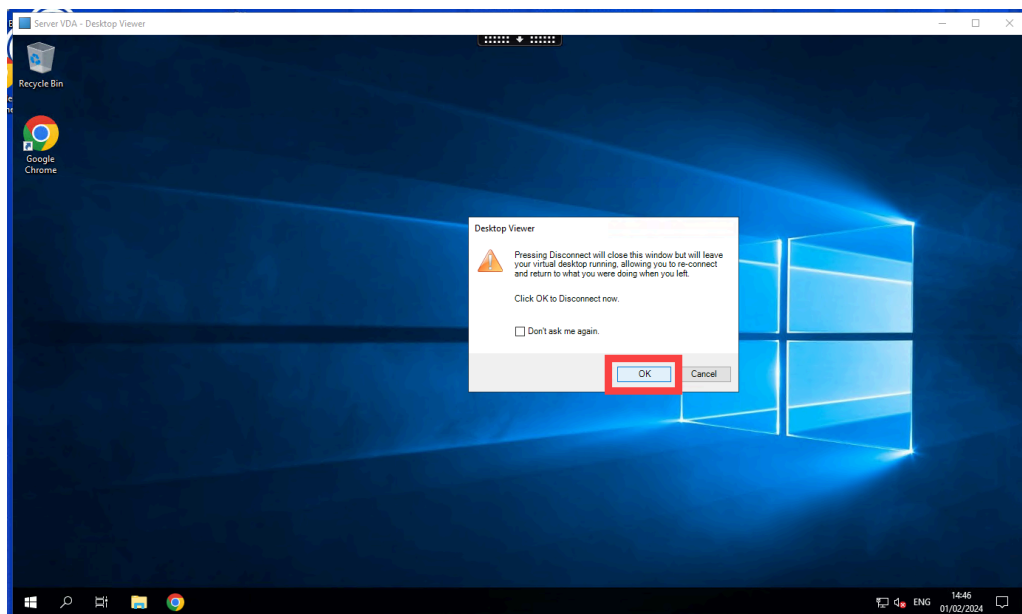 Server VDA - Desktop Viewer
Recycle Bin
Google
Chrome
Desktop Viewer
Pressing Disconnect will close this window but will leave
your virtual desktop running, allowing you to re-connect
and return to what you were doing when you left.
Click OK to Disconnect now.
Don't ask me again.
OK
Cancel
ENG
14:46
01/02/2024